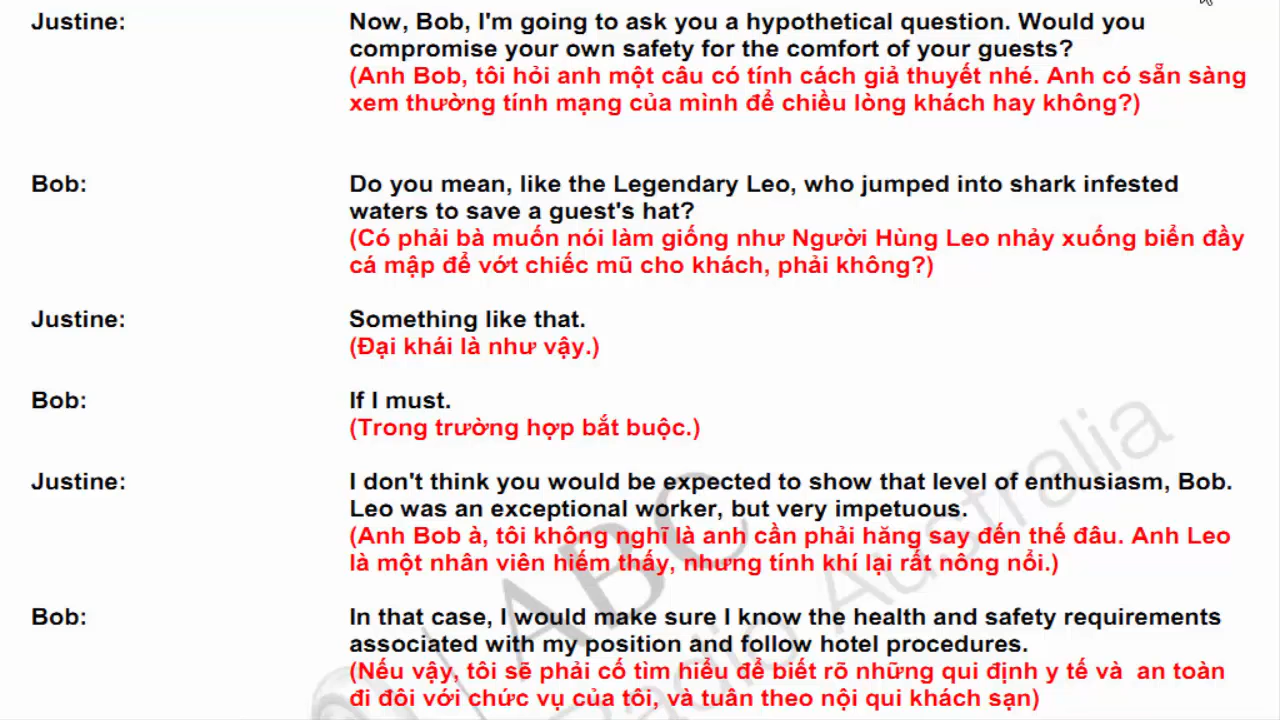 Justine: Now, Bob, I'm going to ask you a hypothetical question. Would you
compromise your own safety for the comfort of your guests?
(Anh Bob, tôi hỏi anh một câu có tính cách giả thuyết nhé. Anh có sẵn sàng
xem thường tính mạng của mình để chiều lòng khách hay không?)
Bob: Do you mean, like the Legendary Leo, who jumped into shark infested
waters to save a guest's hat?
(Có phải bà muốn nói làm giống như Người Hùng Leo nhảy xuống biển đầy
cá mập để vớt chiếc mũ cho khách, phải không?)
Justine: Something like that.
(Đại khái là như vậy.)
Bob: If I must.
(Trong trường hợp bắt buộc.)
Justine: I don't think you would be expected to show that level of enthusiasm, Bob.
Leo was an exceptional worker, but very impetuous.
(Anh Bob à, tôi không nghĩ là anh cần phải hăng say đến thế đâu. Anh Leo
là một nhân viên hiếm thấy, nhưng tính khí lại rất nông nổi.)
Bob: In that case, I would make sure I know the health and safety requirements
associated with my position and follow hotel procedures.
(Nếu vậy, tôi sẽ phải cố tìm hiểu để biết rõ những qui định y tế và an toàn
đi đôi với chức vụ của tôi, và tuân theo nội qui khách sạn)
ABC
Radio Australia